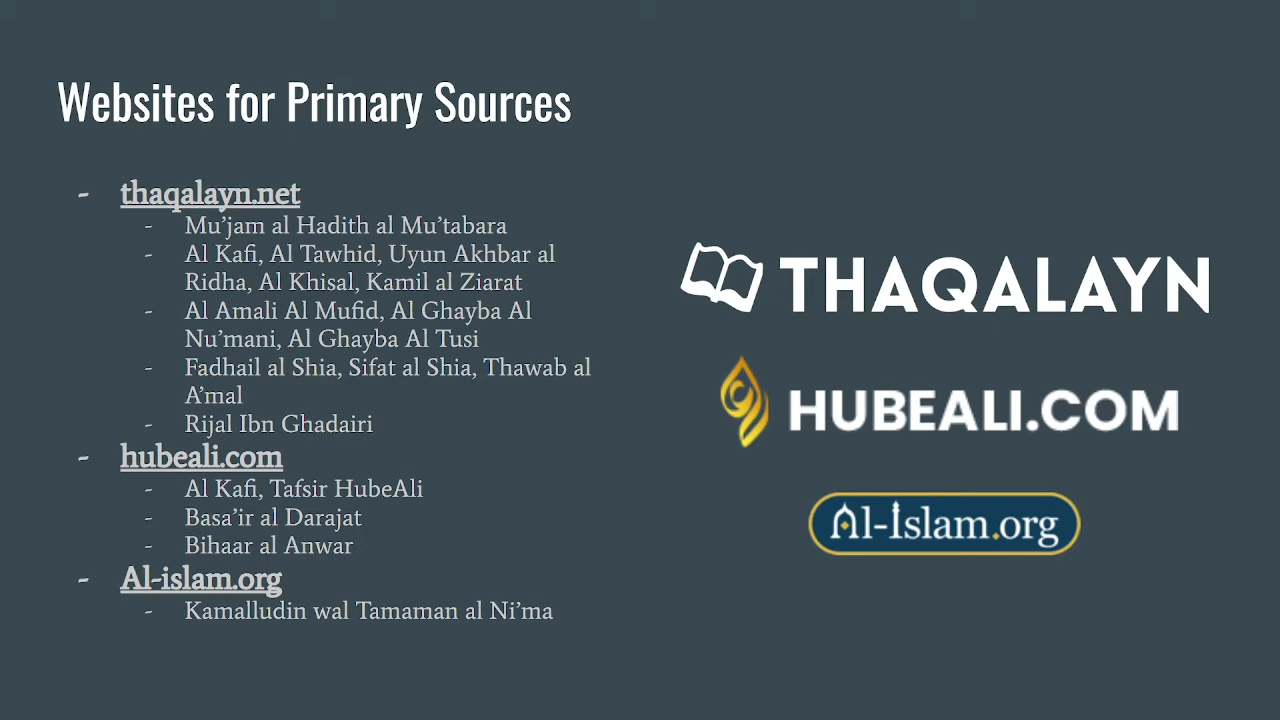 Websites for Primary Sources
- thaqalayn.net
- Mu'jam al Hadith al Mu'tabara
- Al Kafi, Al Tawhid, Uyun Akhbar al
Ridha, Al Khisal, Kamil al Ziarat
- Al Amali Al Mufid, Al Ghayba Al
Nu'mani, Al Ghayba Al Tusi
- Fadhail al Shia, Sifat al Shia, Thawab al
A'mal
- Rijal Ibn Ghadairi
- hubeali.com
- Al Kafi, Tafsir HubeAli
- Basa'ir al Darajat
- Bihaar al Anwar
- Al-islam.org
- Kamalludin wal Tamaman al Ni'ma
THAQALAYN
HUBEALI.COM
Al-Islam.org